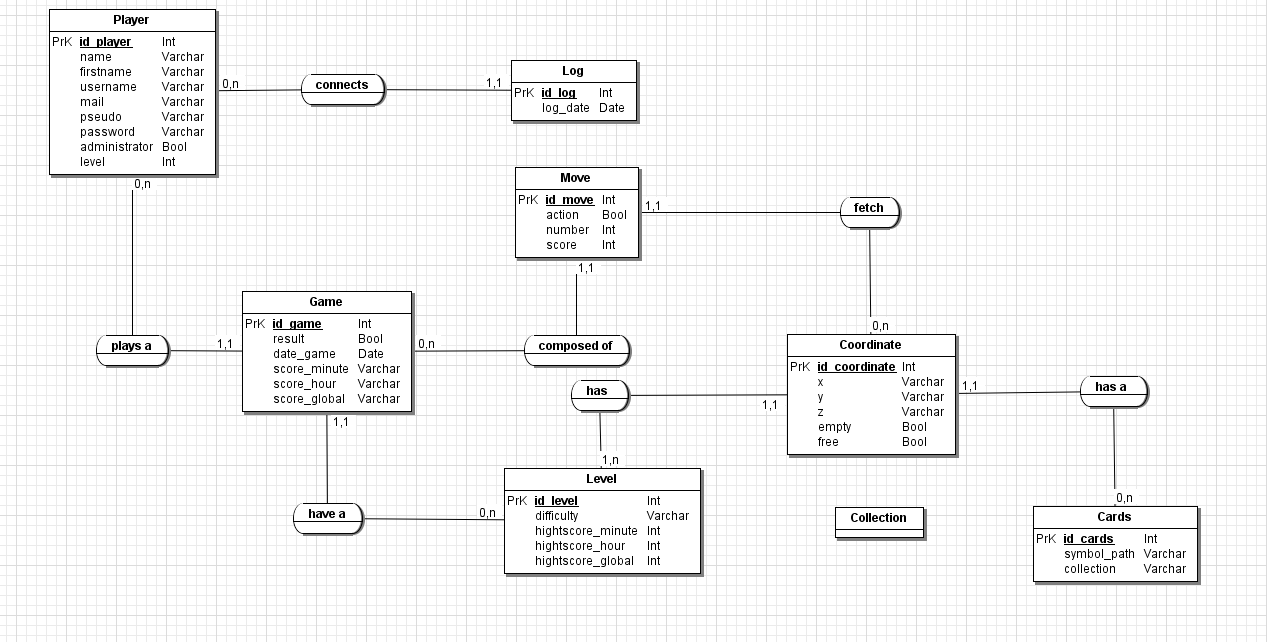 Player
PrK id_player Int
name Varchar
firstname Varchar
username Varchar
mail Varchar
pseudo Varchar
password Varchar
administrator Bool
level Int
0,n
connects
1,1
Log
PrK id_log Int
log_date Date
0,n
Move
PrK id_move Int
action Bool
number Int
score Int
1,1
fetch
1,1
0,n
Game
PrK id_game Int
result Bool
date_game Date
score_minute Varchar
score_hour Varchar
score_global Varchar
plays a
1,1
0,n
composed of
1,1
Coordinate
PrK id_coordinate Int
x Varchar
y Varchar
z Varchar
empty Bool
free Bool
has
1,1
1,1
has a
1,n
0,n
have a
0,n
Level
PrK id_level Int
difficulty Varchar
hightscore_minute Int
hightscore_hour Int
hightscore_global Int
Collection
Cards
PrK id_cards Int
symbol_path Varchar
collection Varchar